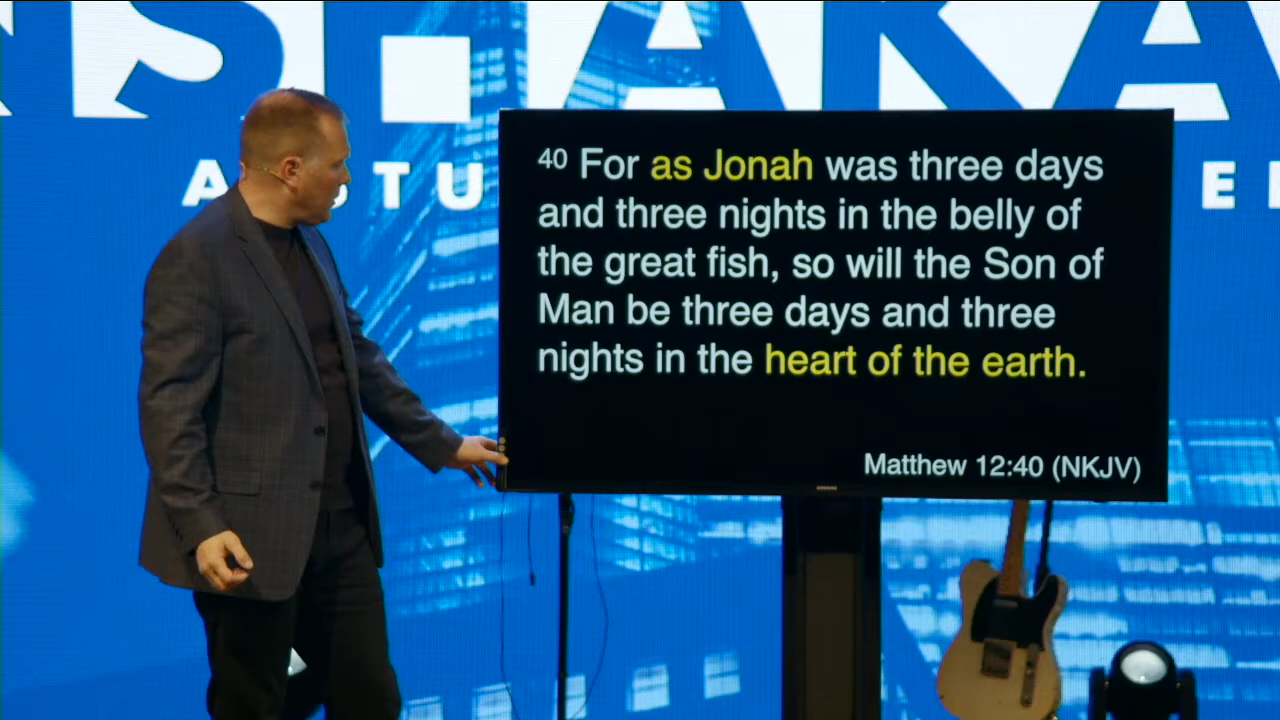 40 For as Jonah was three days
and three nights in the belly of
the great fish, so will the Son of
Man be three days and three
nights in the heart of the earth.
Matthew 12:40 (NKJV)
SAMSUNG